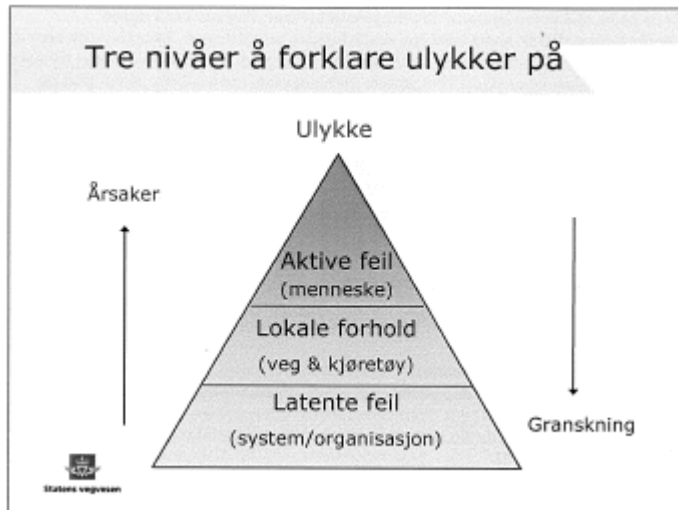 Tre nivåer å forklare ulykker på
Ulykke
Årsaker
Aktive feil
(menneske)
Lokale forhold
(veg & kjøretøy)
Latente feil
(system/organisasjon)
Granskning
Statens vegvesen